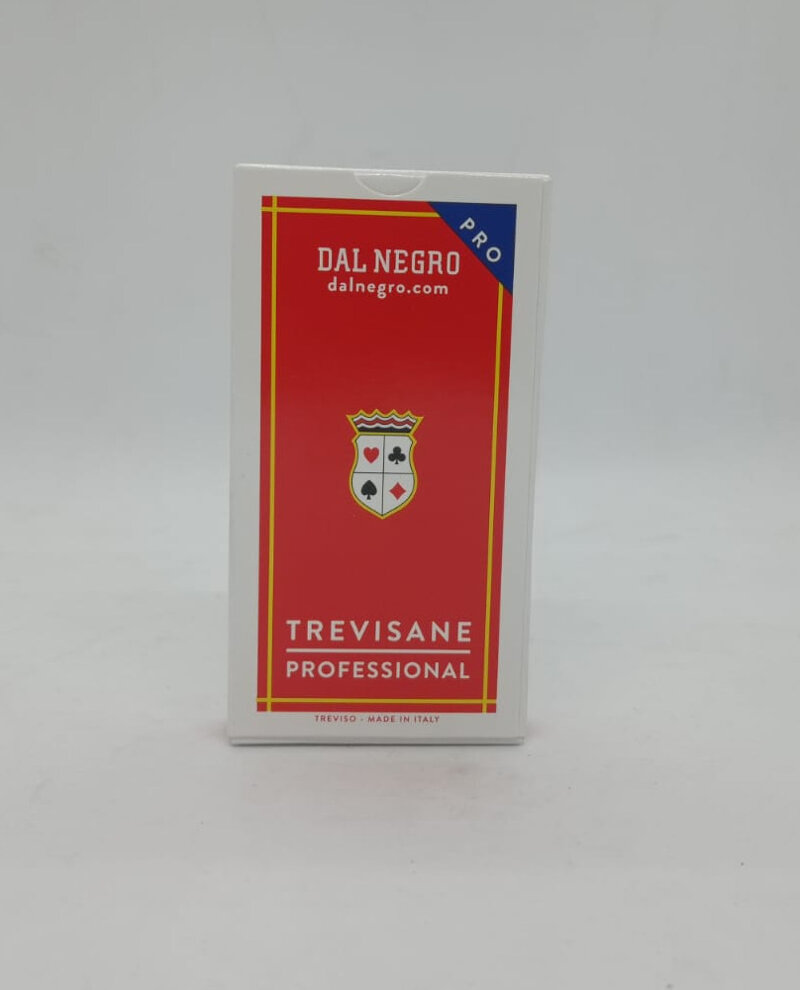 PRO
DAL NEGRO
dalnegro.com
TREVISANE
PROFESSIONAL
TREVISO - MADE IN ITALY